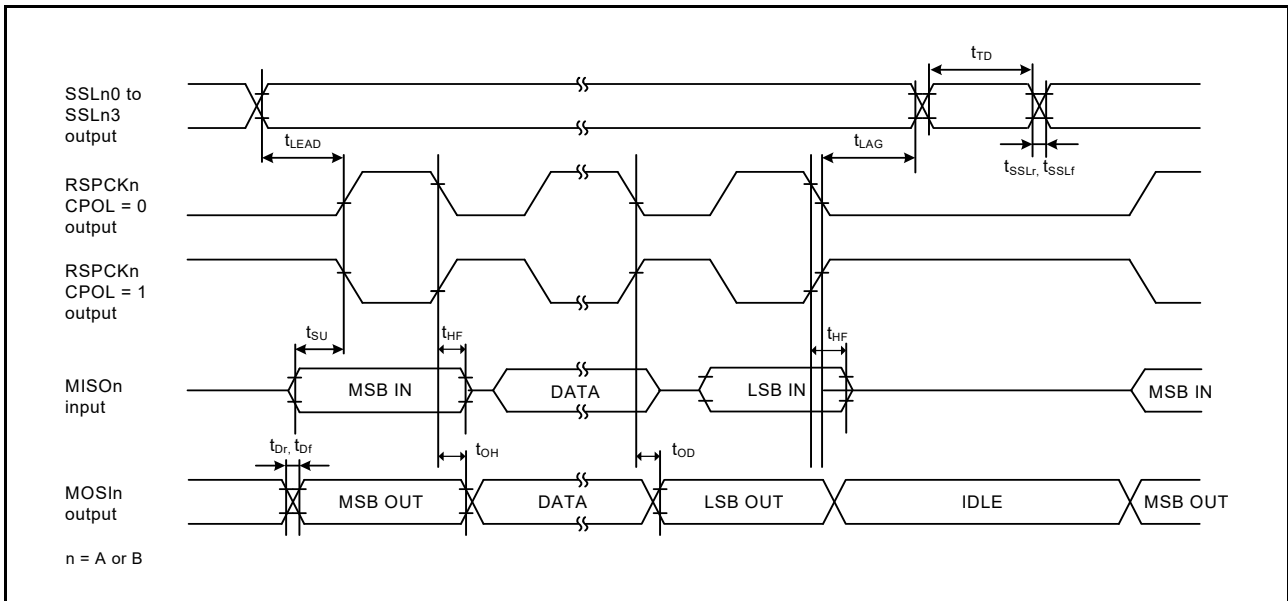 tTD
SSLn0 to
SSLn3
output
tLEAD
tLAG
tSSLr, tSSLf
RSPCKn
CPOL = 0
output
RSPCKn
CPOL = 1
output
tSU
tHF
tHF
MISOn
input
MSB IN
DATA
LSB IN
MSB IN
tDr, tDf
tOH
tOD
MOSIn
output
MSB OUT
DATA
LSB OUT
IDLE
MSB OUT
n = A or B